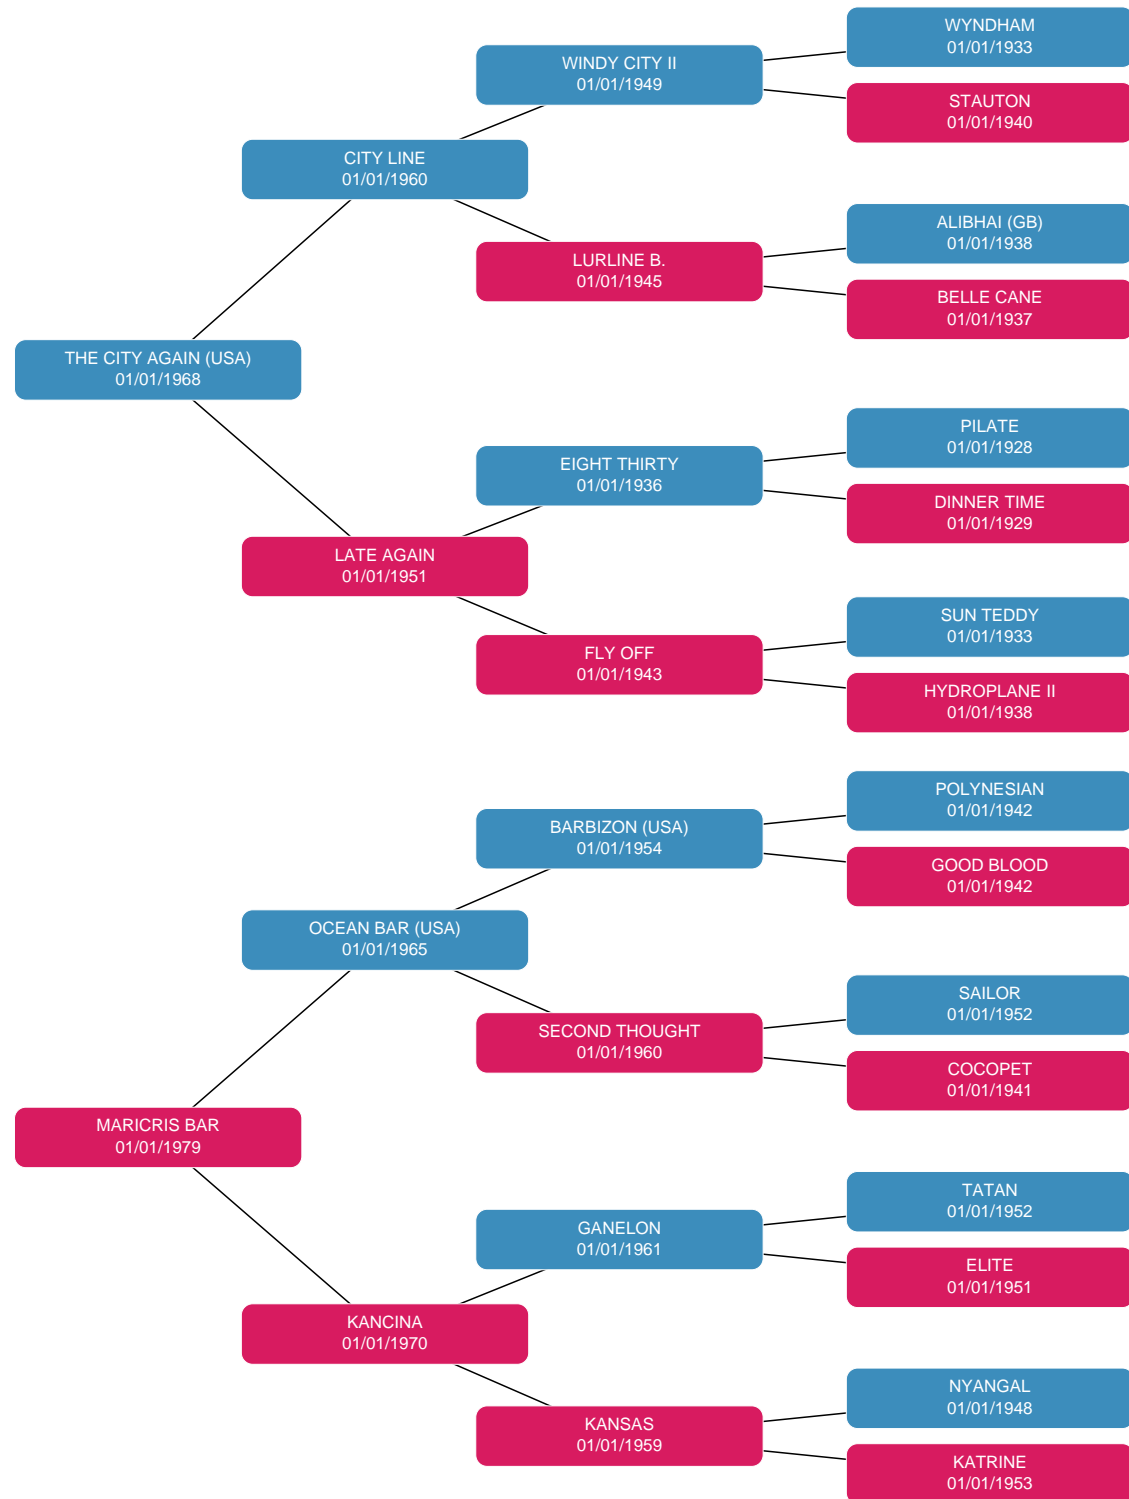 WYNDHAM
01/01/1933
WINDY CITY II
01/01/1949
STAUTON
01/01/1940
CITY LINE
01/01/1960
ALIBHAI (GB)
01/01/1938
LURLINE B.
01/01/1945
BELLE CANE
01/01/1937
THE CITY AGAIN (USA)
01/01/1968
PILATE
01/01/1928
EIGHT THIRTY
01/01/1936
DINNER TIME
01/01/1929
LATE AGAIN
01/01/1951
SUN TEDDY
01/01/1933
FLY OFF
01/01/1943
HYDROPLANE II
01/01/1938
POLYNESIAN
01/01/1942
BARBIZON (USA)
01/01/1954
GOOD BLOOD
01/01/1942
OCEAN BAR (USA)
01/01/1965
SAILOR
01/01/1952
SECOND THOUGHT
01/01/1960
COCOPET
01/01/1941
MARICRIS BAR
01/01/1979
TATAN
01/01/1952
GANELON
01/01/1961
ELITE
01/01/1951
KANCINA
01/01/1970
NYANGAL
01/01/1948
KANSAS
01/01/1959
KATRINE
01/01/1953